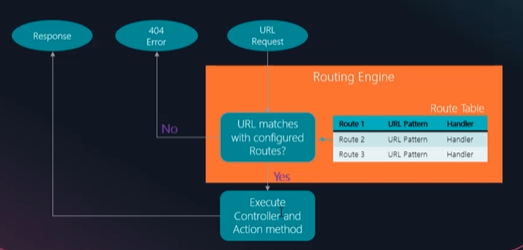 Response
404
Error
URL
Request
Routing Engine
Route Table
URL matches
with configured
Routes?
Route 1 URL Pattern Handler
Route 2 URL Pattern Handler
Route 3 URL Pattern Handler
No
Yes
Execute
Controller and
Action method